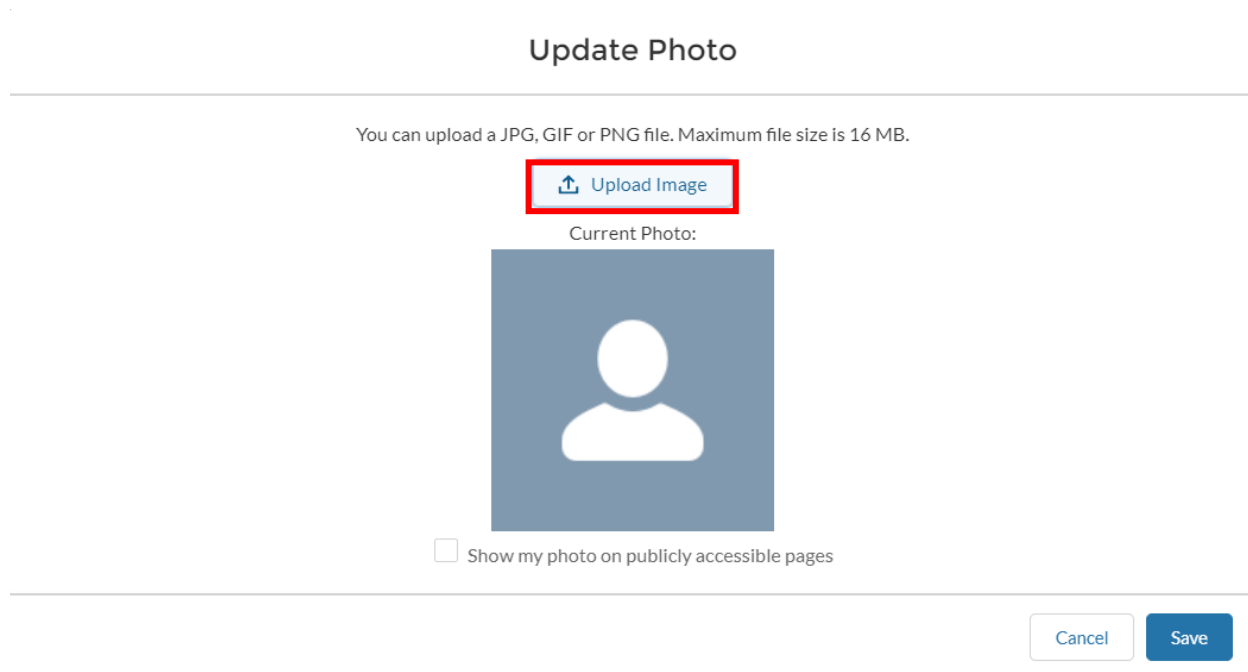 Update Photo
You can upload a JPG, GIF or PNG file. Maximum file size is 16 MB.
Upload Image
Current Photo:
Show my photo on publicly accessible pages
Cancel Save